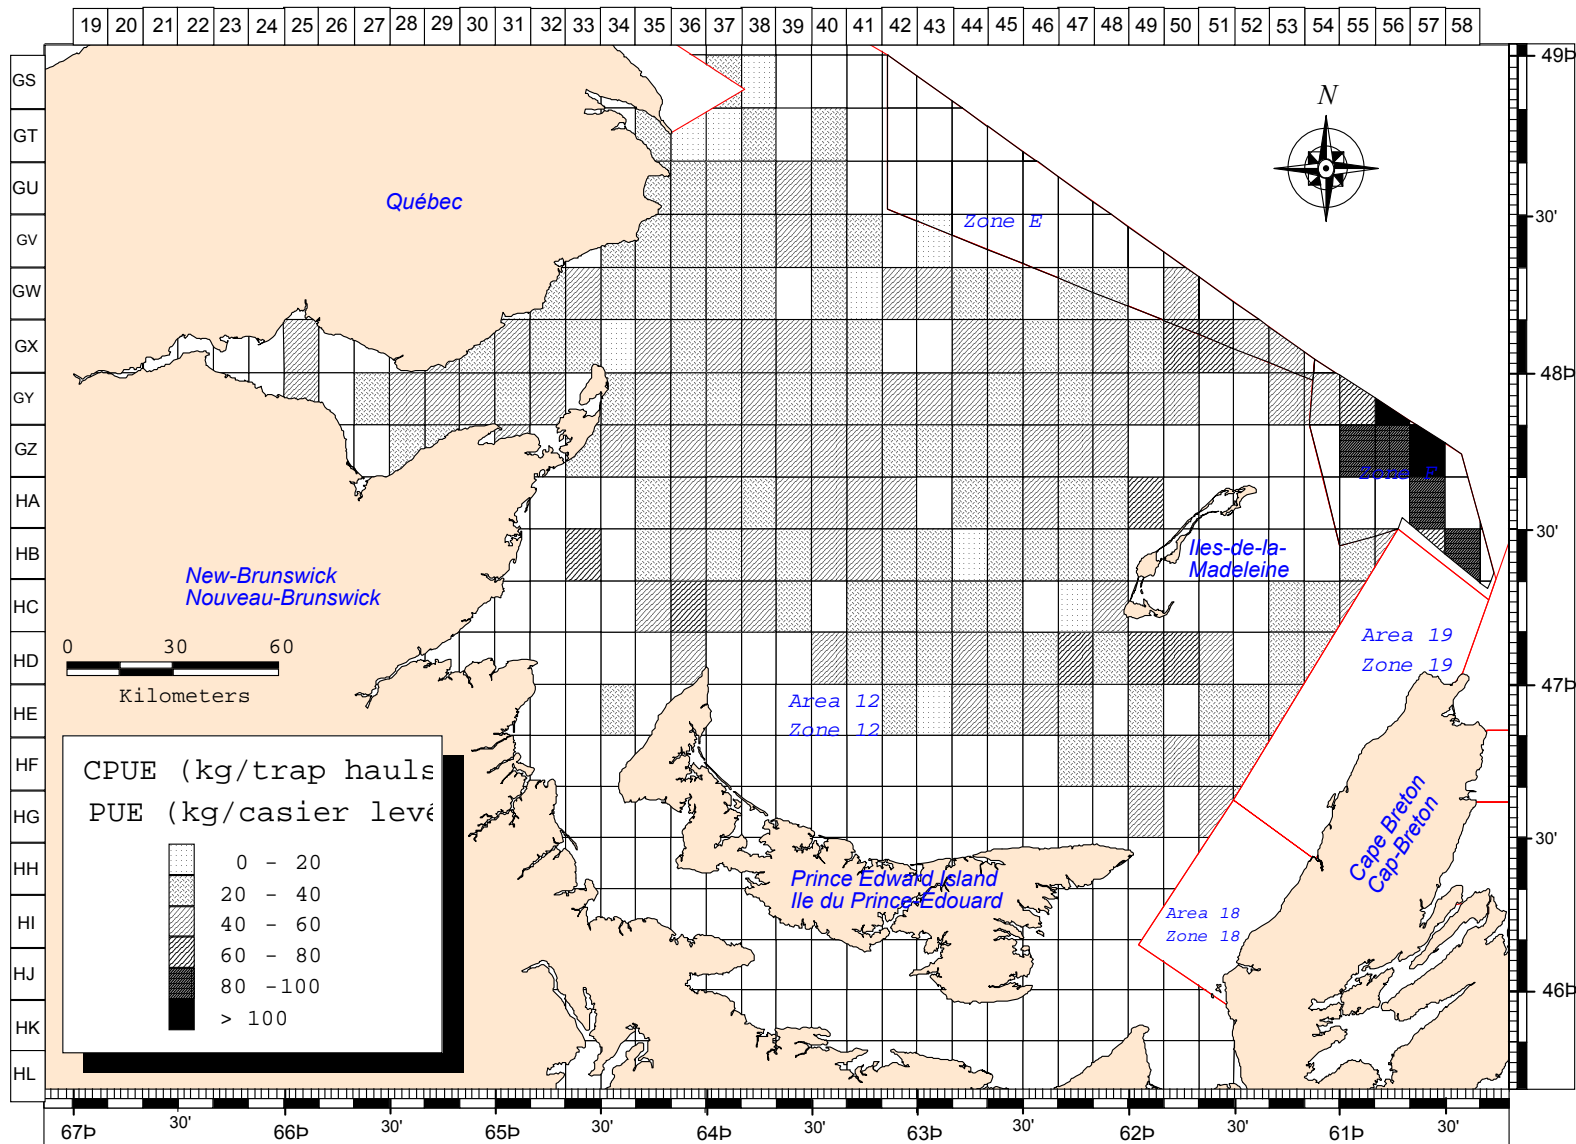 19 20 21 22 23 24 25 26 27 28 29 30 31 32 33 34 35 36 37 38 39 40 41 42 43 44 45 46 47 48 49 50 51 52 53 54 55 56 57 58
GS
GT
GU
GV
GW
GX
GY
GZ
HA
HB
HC
HD
HE
HF
HG
HH
HI
HJ
HK
HL
49Þ
30'
48Þ
30'
47Þ
30'
46Þ
N
Québec
Zone E
Zone F
Iles-de-la-
Madeleine
New-Brunswick
Nouveau-Brunswick
0 30 60
Kilometers
Area 19
Zone 19
Area 12
Zone 12
Cape Breton
Cap-Breton
Prince Edward Island
Ile du Prince-Édouard
Area 18
Zone 18
CPUE (kg/trap hauls
PUE (kg/casier levé
0 - 20
20 - 40
40 - 60
60 - 80
80 -100
> 100
67Þ 30' 66Þ 30' 65Þ 30' 64Þ 30' 63Þ 30' 62Þ 30' 61Þ 30'